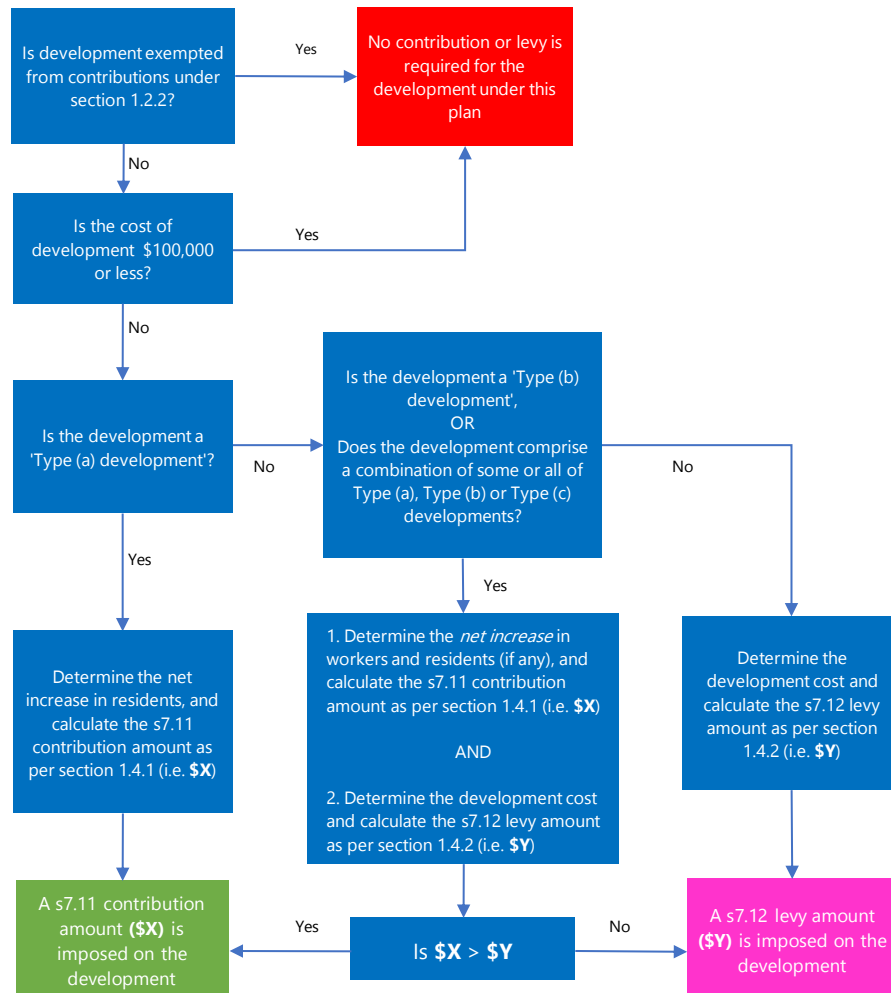 Is development exempted
from contributions under
section 1.2.2?
Yes
No contribution or levy is
required for the
development under this
plan
No
Is the cost of
development $100,000
or less?
Yes
No
Is the development a
'Type (a) development'?
No
Is the development a 'Type (b)
development',
OR
Does the development comprise
a combination of some or all of
Type (a), Type (b) or Type (c)
developments?
No
Yes
Yes
Determine the net
increase in residents, and
calculate the s7.11
contribution amount as
per section 1.4.1 (i.e. $X)
1. Determine the net increase in
workers and residents (if any), and
calculate the s7.11 contribution
amount as per section 1.4.1 (i.e. $X)
AND
2. Determine the development cost
and calculate the s7.12 levy amount
as per section 1.4.2 (i.e. $Y)
Determine the
development cost and
calculate the s7.12 levy
amount as per section
1.4.2 (i.e. $Y)
A s7.11 contribution
amount ($X) is
imposed on the
development
Yes
Is $X > $Y
No
A s7.12 levy amount
($Y) is imposed on the
development